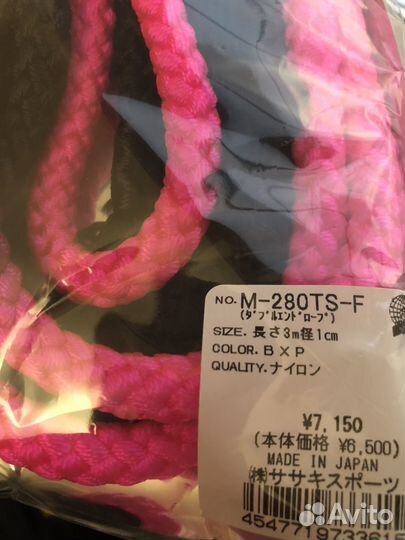 NO. M-280TS-F
(ﾀﾞﾌﾞﾙｴﾝﾄﾞﾛｰﾌﾟ)
SIZE. 長さ3m径1cm
COLOR. B × P
QUALITY. ナイロン
¥7,150
(本体価格 ¥6,500)
MADE IN JAPAN
㈱ササキスポーツ
Avito